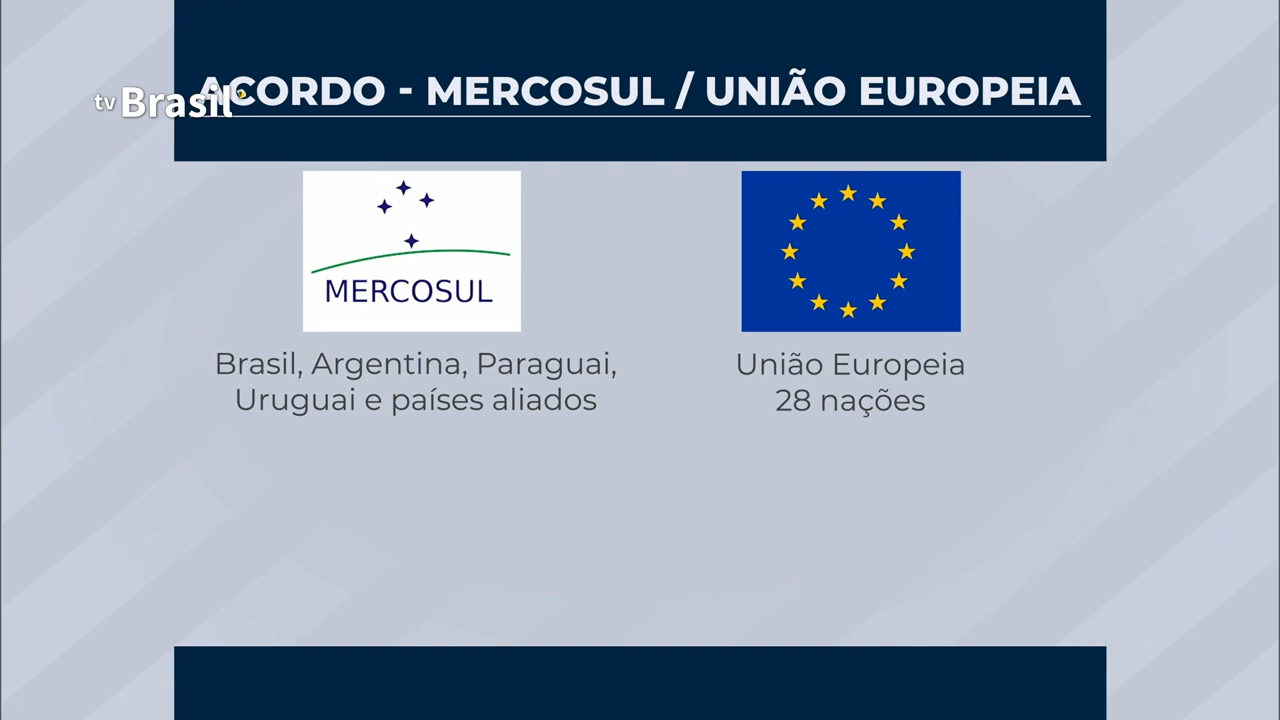 ACORDO - MERCOSUL / UNIÃO EUROPEIA
tv Brasil
MERCOSUL
Brasil, Argentina, Paraguai,
Uruguai e países aliados
União Europeia
28 nações